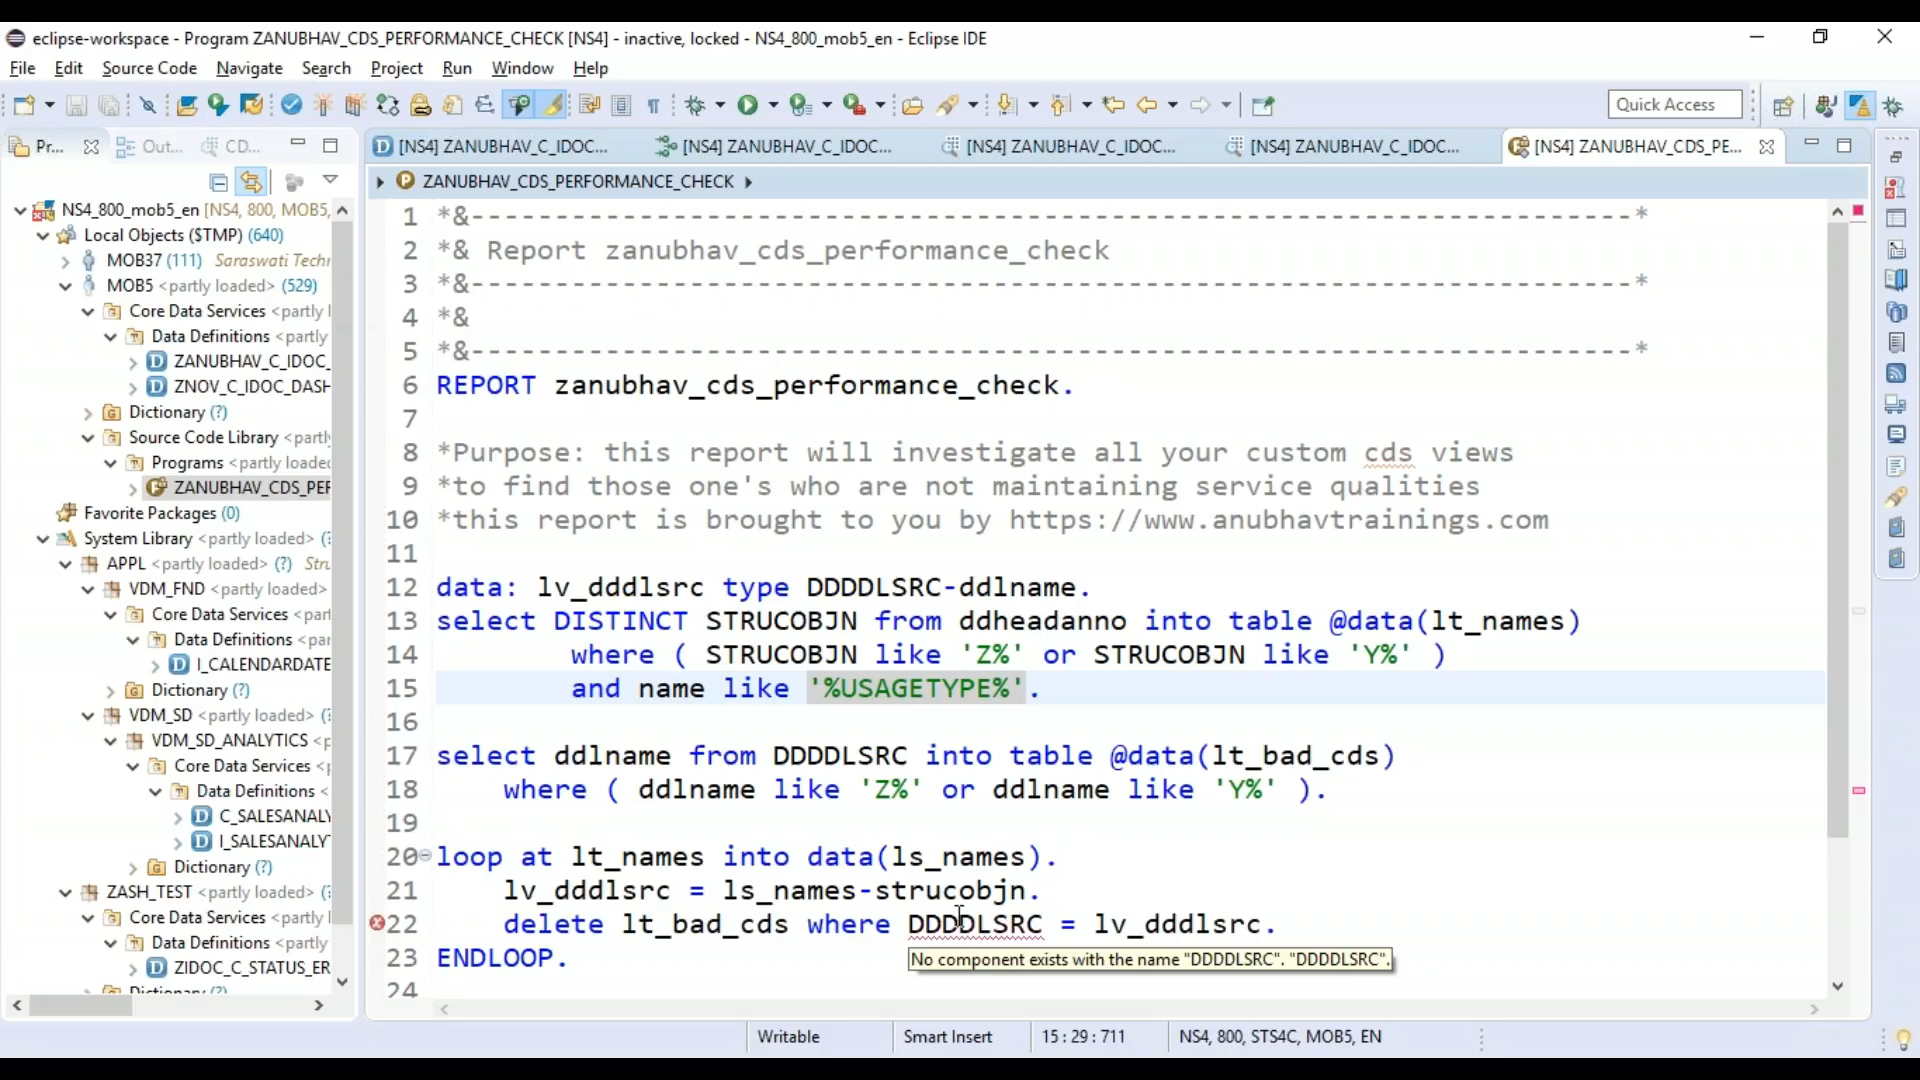 eclipse-workspace - Program ZANUBHAV_CDS_PERFORMANCE_CHECK [NS4] - inactive, locked - NS4_800_mob5_en - Eclipse IDE
File Edit Source Code Navigate Search Project Run Window Help
Quick Access
Pr... Out... CD...
[NS4] ZANUBHAV_C_IDOC... [NS4] ZANUBHAV_C_IDOC... [NS4] ZANUBHAV_C_IDOC... [NS4] ZANUBHAV_C_IDOC... [NS4] ZANUBHAV_CDS_PE...
ZANUBHAV_CDS_PERFORMANCE_CHECK
NS4_800_mob5_en [NS4, 800, MOB5,
Local Objects ($TMP) (640)
MOB37 (111) Saraswati Techn
MOB5 <partly loaded> (529)
Core Data Services <partly l
Data Definitions <partly
ZANUBHAV_C_IDOC_
ZNOV_C_IDOC_DASH
Dictionary (?)
Source Code Library <partly
Programs <partly loaded
ZANUBHAV_CDS_PER
Favorite Packages (0)
System Library <partly loaded> (?
APPL <partly loaded> (?) Stru
VDM_FND <partly loaded>
Core Data Services <part
Data Definitions <par
I_CALENDARDATE
Dictionary (?)
VDM_SD <partly loaded> (?
VDM_SD_ANALYTICS <p
Core Data Services <p
Data Definitions <
C_SALESANALY
I_SALESANALY
Dictionary (?)
ZASH_TEST <partly loaded> (?
Core Data Services <partly l
Data Definitions <partly
ZIDOC_C_STATUS_ER
Dictionary (?)
1 *&---------------------------------------------------------------------*
2 *& Report zanubhav_cds_performance_check
3 *&---------------------------------------------------------------------*
4 *&
5 *&---------------------------------------------------------------------*
6 REPORT zanubhav_cds_performance_check.
7
8 *Purpose: this report will investigate all your custom cds views
9 *to find those one's who are not maintaining service qualities
10 *this report is brought to you by https://www.anubhavtrainings.com
11
12 data: lv_dddlsrc type DDDDLSRC-ddlname.
13 select DISTINCT STRUCOBJN from ddheadanno into table @data(lt_names)
14 where ( STRUCOBJN like 'Z%' or STRUCOBJN like 'Y%' )
15 and name like '%USAGETYPE%'.
16
17 select ddlname from DDDDLSRC into table @data(lt_bad_cds)
18 where ( ddlname like 'Z%' or ddlname like 'Y%' ).
19
20 loop at lt_names into data(ls_names).
21 lv_dddlsrc = ls_names-strucobjn.
22 delete lt_bad_cds where DDDDLSRC = lv_dddlsrc.
23 ENDLOOP.
No component exists with the name "DDDDLSRC". "DDDDLSRC".
24
Writable Smart Insert 15 : 29 : 711 NS4, 800, STS4C, MOB5, EN